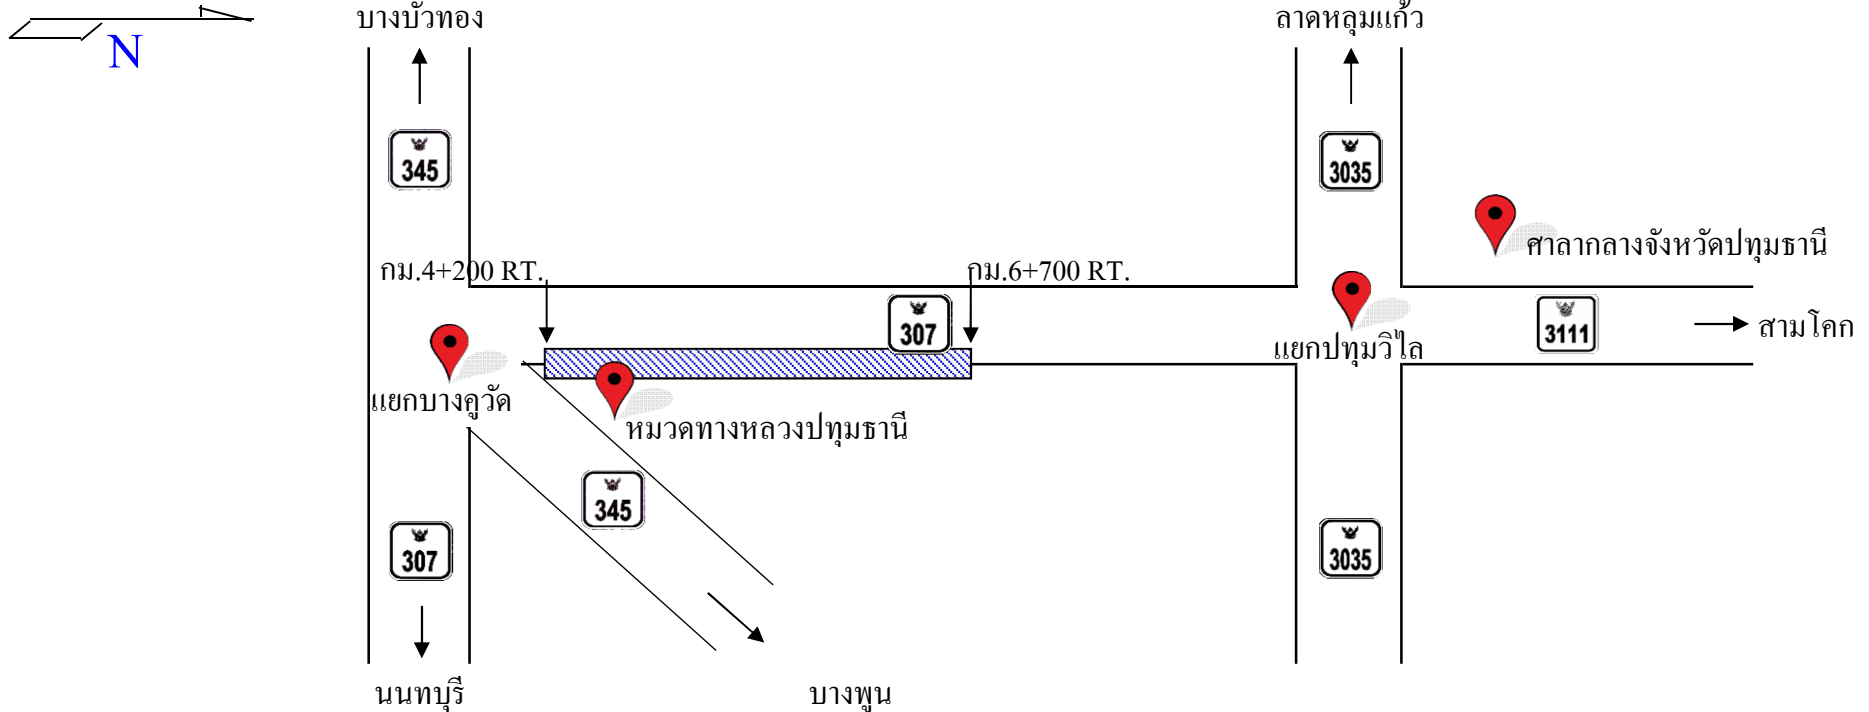 บางบัวทอง
ลาดหลุมแก้ว
N
345
3035
ศาลากลางจังหวัดปทุมธานี
กม.4+200 RT.
กม.6+700 RT.
307
3111
สามโคก
แยกปทุมวิไล
แยกบางคูวัด
หมวดทางหลวงปทุมธานี
345
307
3035
นนทบุรี
บางพูน